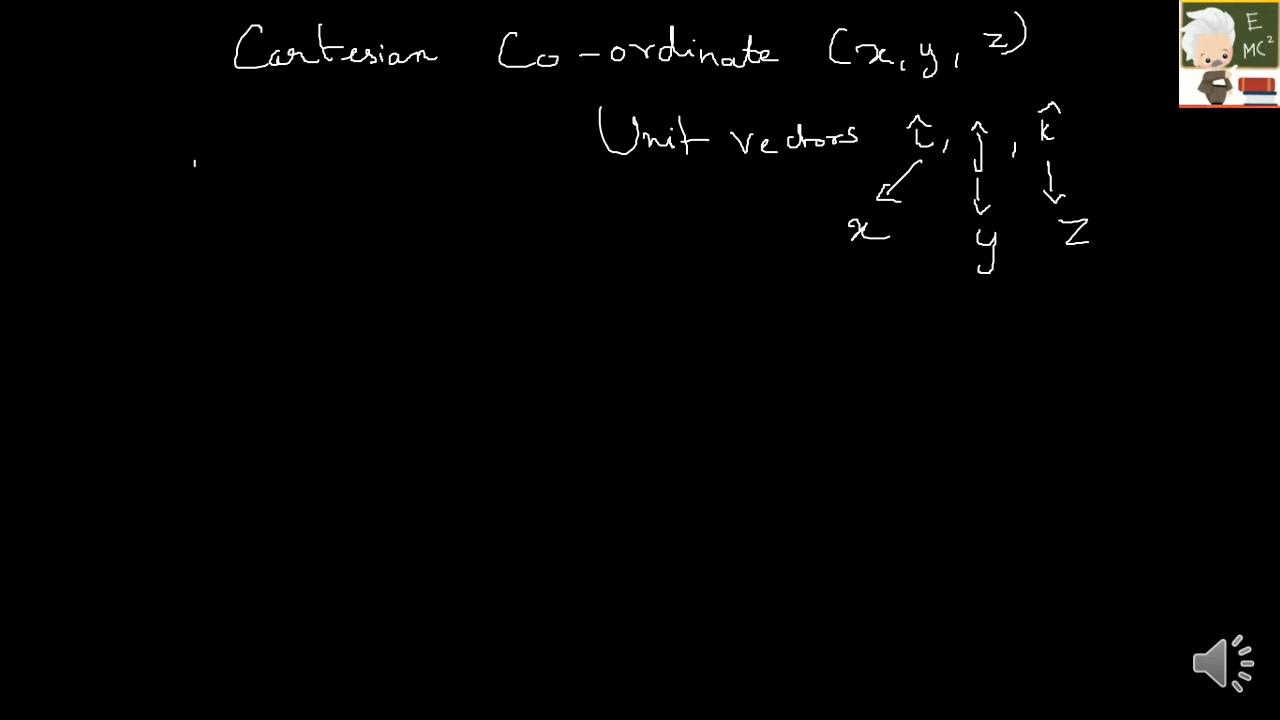 Cartesian Co-ordinate (x, y, z)
E
MC²
Unit vectors î, ĵ, k̂
x y z